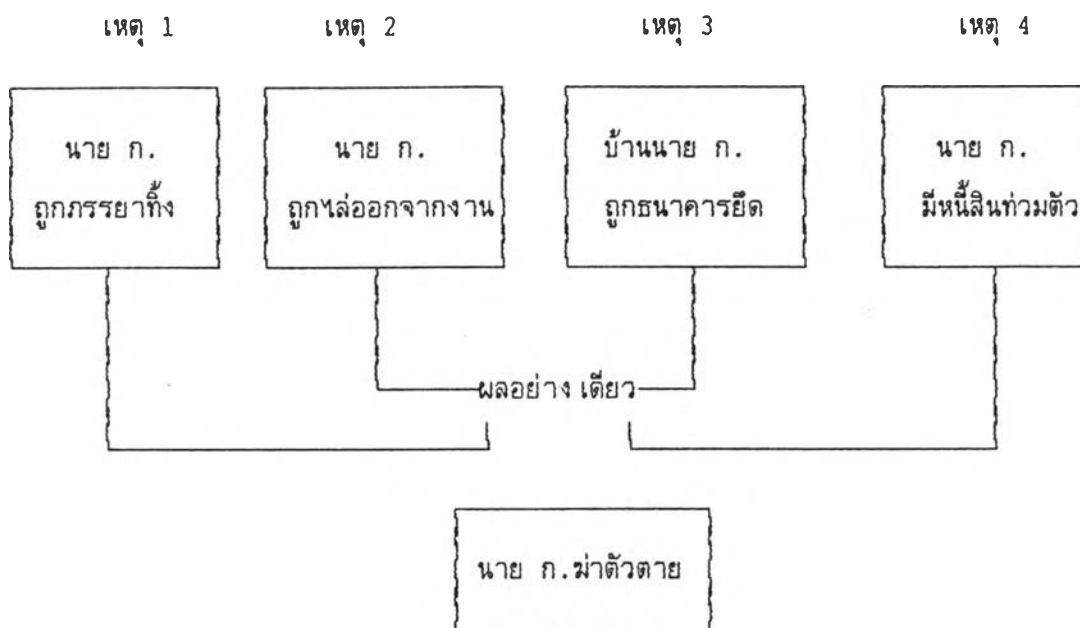 เหตุ 1 เหตุ 2 เหตุ 3 เหตุ 4
นาย ก.
ถูกภรรยาทิ้ง
นาย ก.
ถูกไล่ออกจากงาน
บ้านนาย ก.
ถูกธนาคารยึด
นาย ก.
มีหนี้สินท่วมตัว
ผลอย่างเดียว
นาย ก.ฆ่าตัวตาย